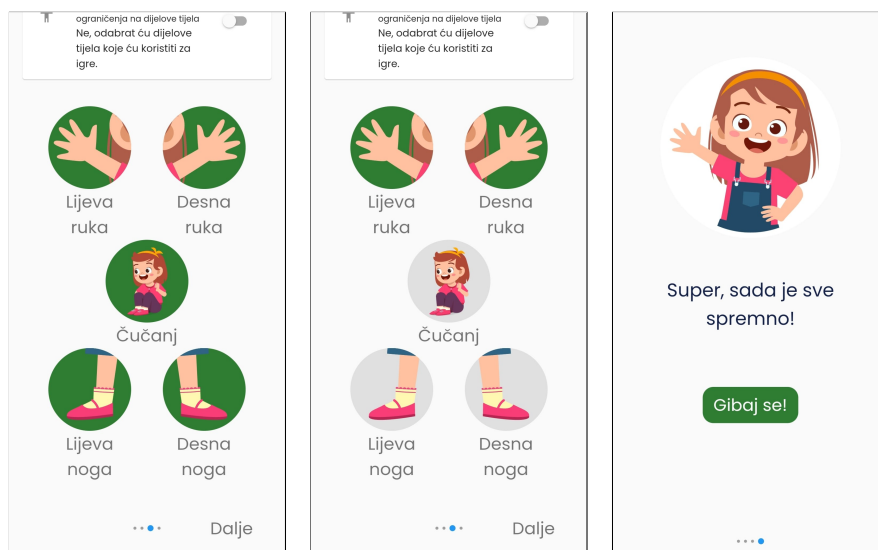 ograničenja na dijelove tijela
Ne, odabrat ću dijelove
tijela koje ću koristiti za
igre.
Lijeva
ruka
Desna
ruka
Čučanj
Lijeva
noga
Desna
noga
Dalje
ograničenja na dijelove tijela
Ne, odabrat ću dijelove
tijela koje ću koristiti za
igre.
Lijeva
ruka
Desna
ruka
Čučanj
Lijeva
noga
Desna
noga
Dalje
Super, sada je sve
spremno!
Gibaj se!